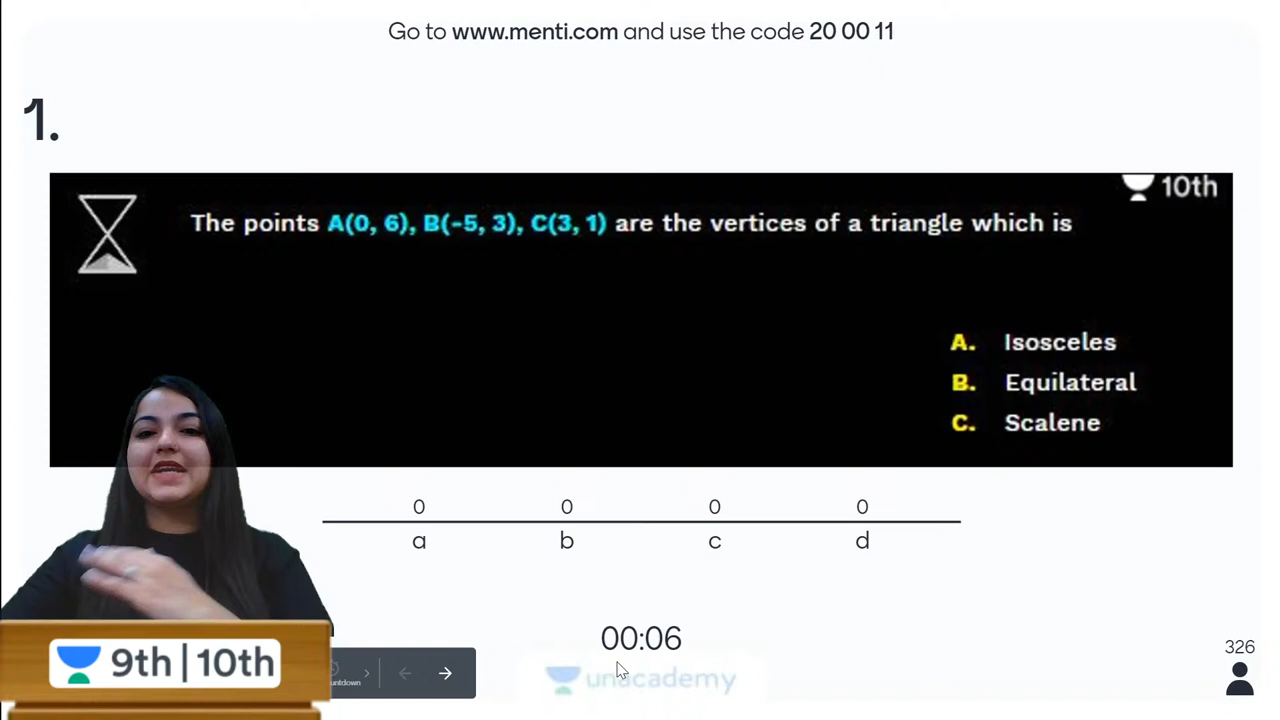 Go to www.menti.com and use the code 20 00 11
1.
10th
The points A(0, 6), B(-5, 3), C(3, 1) are the vertices of a triangle which is
A. Isosceles
B. Equilateral
C. Scalene
0 0 0 0
a b c d
00:06
9th | 10th
unacademy
326